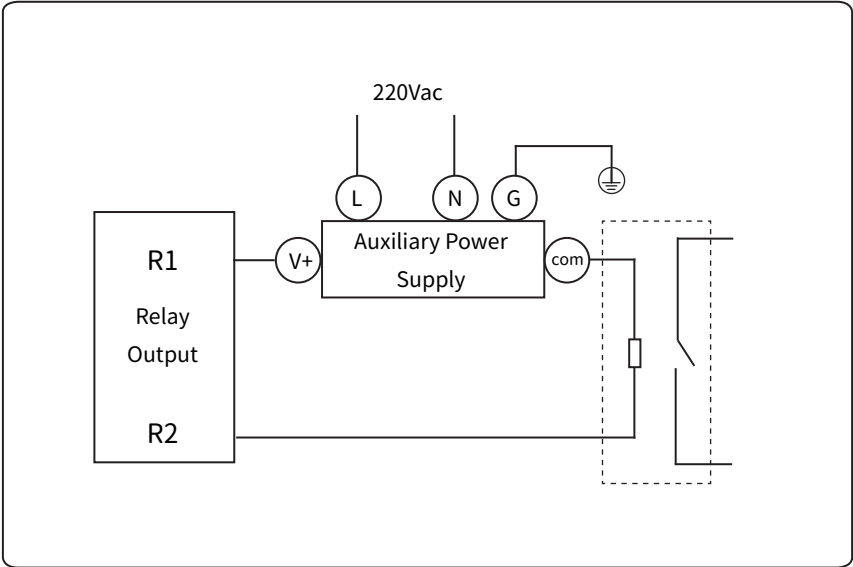 220Vac
L
N
G
R1
V+
Auxiliary Power
Supply
com
Relay
Output
R2